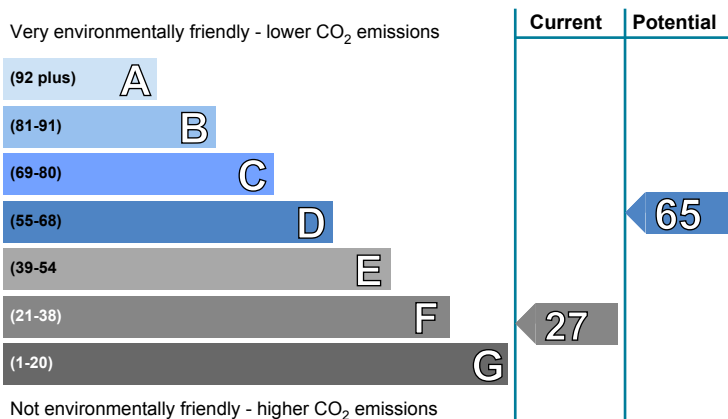 Current Potential
Very environmentally friendly - lower CO2 emissions
(92 plus) A
(81-91) B
(69-80) C
(55-68) D 65
(39-54 E
(21-38) F 27
(1-20) G
Not environmentally friendly - higher CO2 emissions